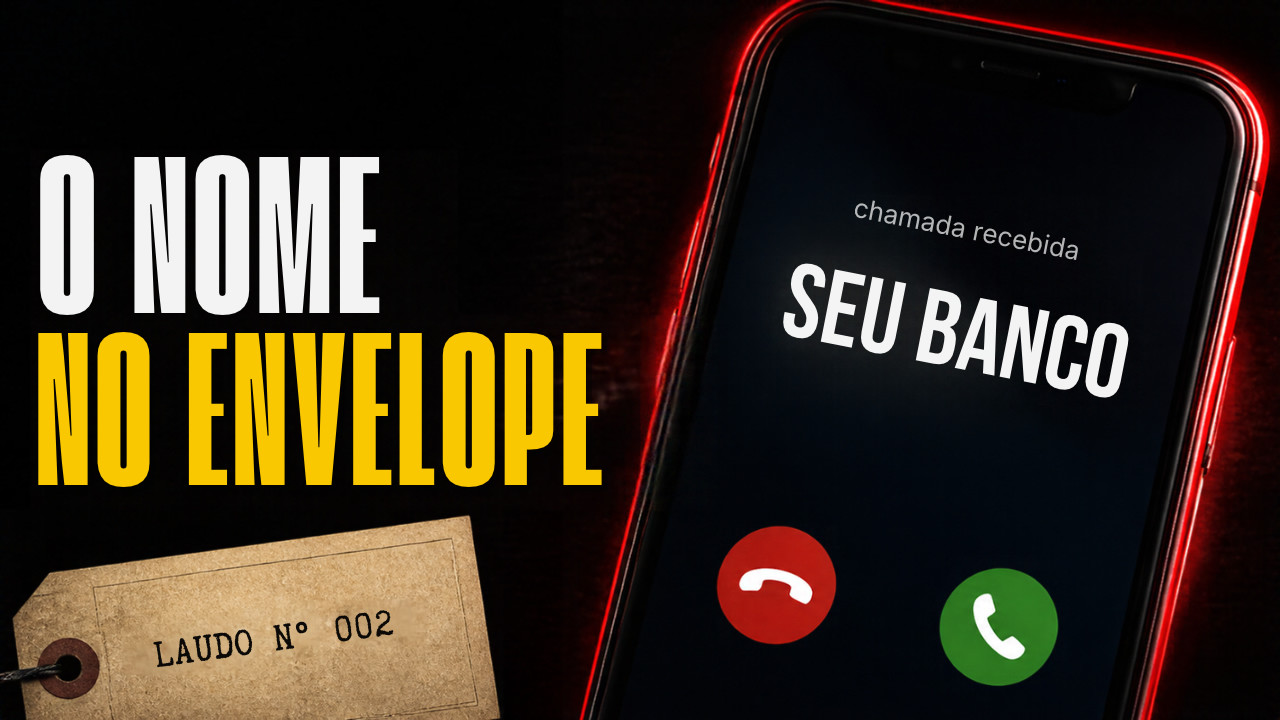 O NOME
NO ENVELOPE
LAUDO Nº 002
chamada recebida
SEU BANCO